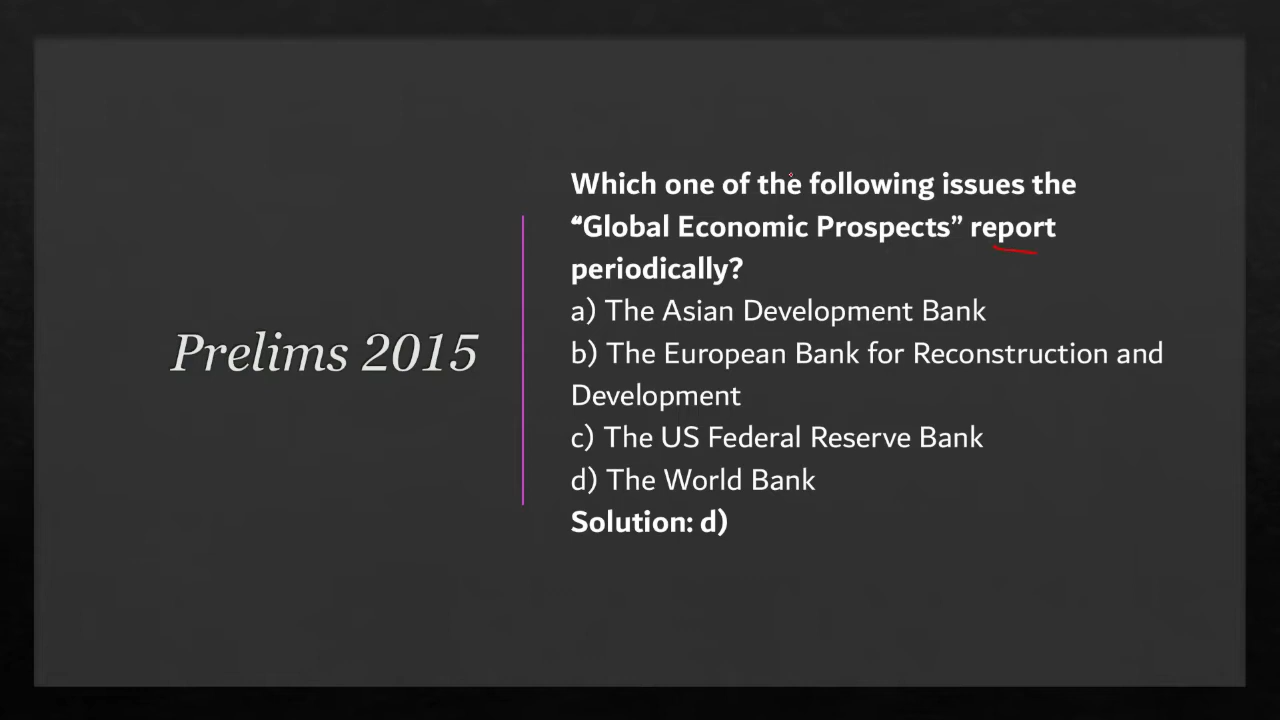 Prelims 2015
Which one of the following issues the
“Global Economic Prospects” report
periodically?
a) The Asian Development Bank
b) The European Bank for Reconstruction and
Development
c) The US Federal Reserve Bank
d) The World Bank
Solution: d)